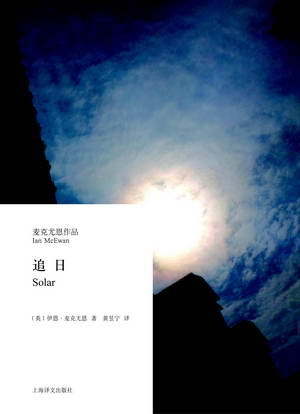 麦克尤恩作品
Ian McEwan
追日
Solar
〔英〕伊恩·麦克尤恩 著 黄昱宁 译
上海译文出版社